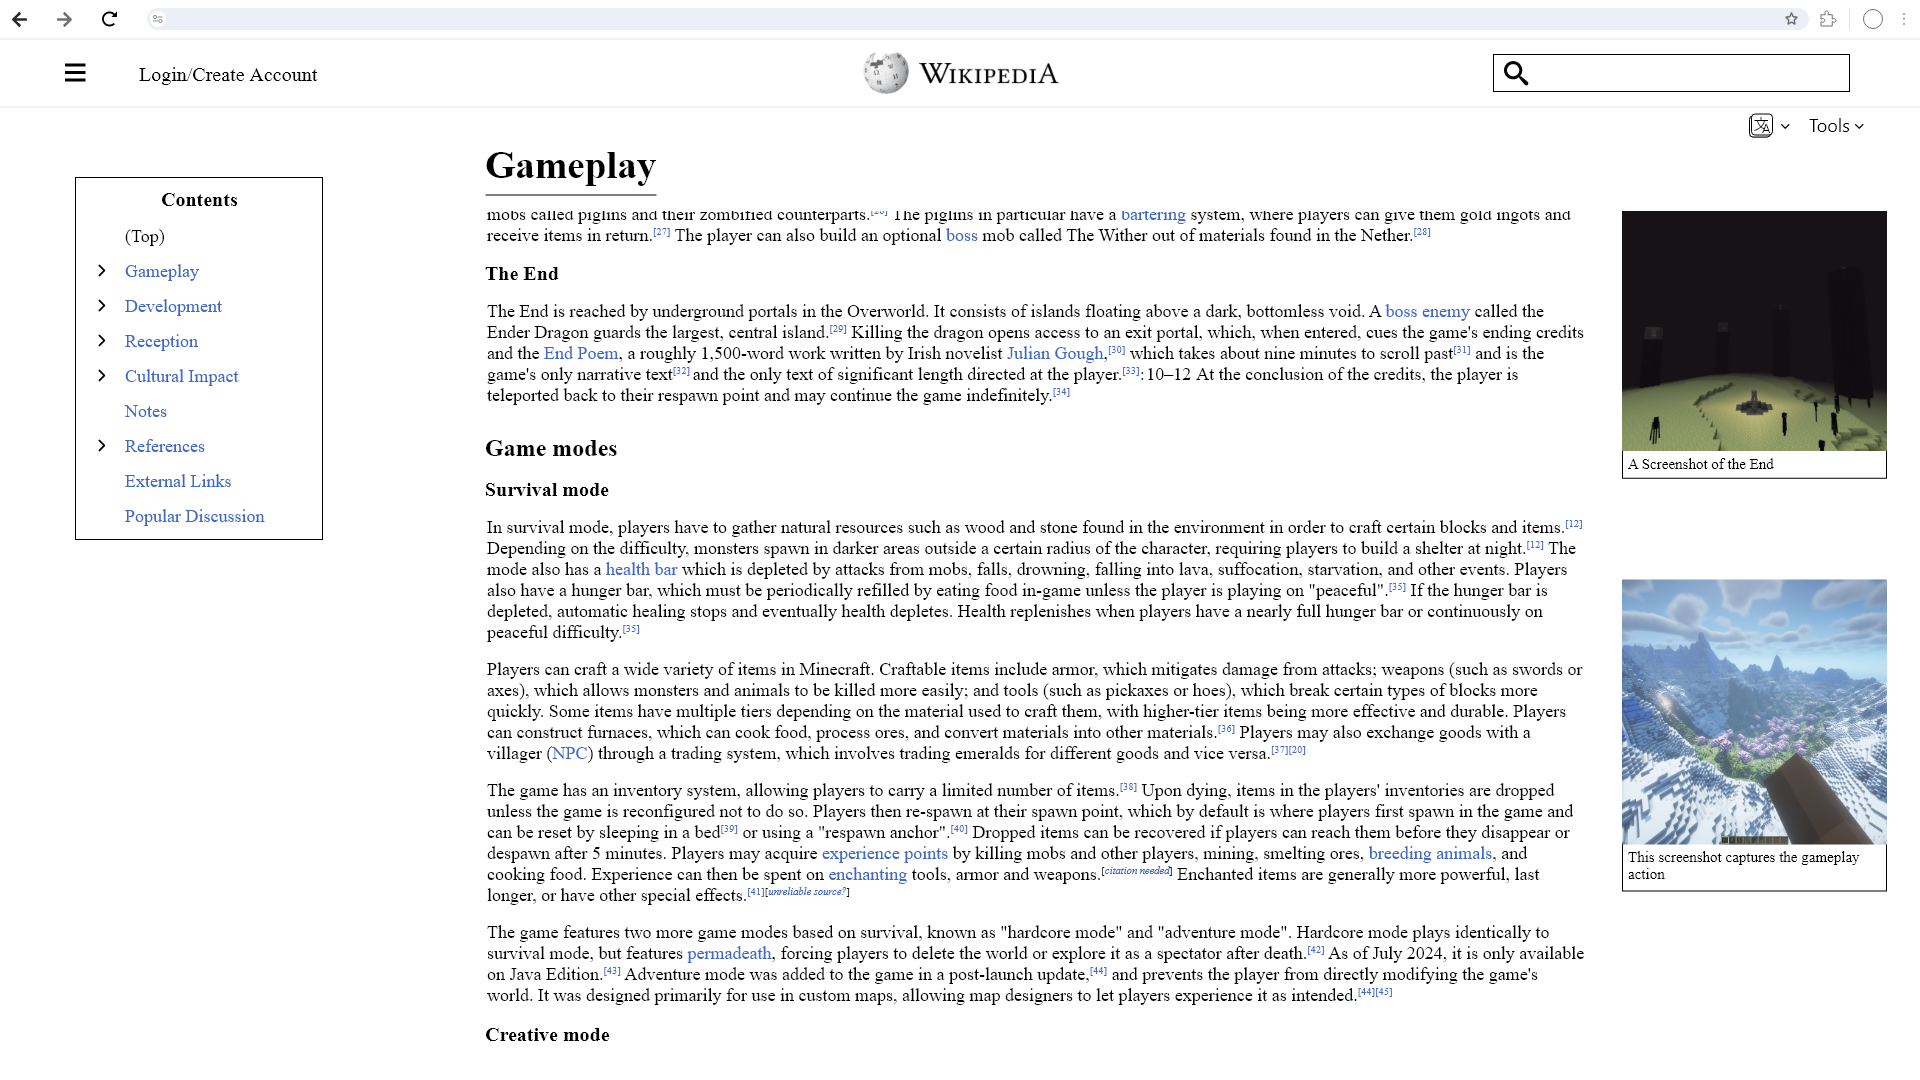 Login/Create Account
WIKIPEDIA
Tools
Contents
(Top)
Gameplay
Development
Reception
Cultural Impact
Notes
References
External Links
Popular Discussion
Gameplay
mobs called piglins and their zombified counterparts.[26] The piglins in particular have a bartering system, where players can give them gold ingots and
receive items in return.[27] The player can also build an optional boss mob called The Wither out of materials found in the Nether.[28]
The End
The End is reached by underground portals in the Overworld. It consists of islands floating above a dark, bottomless void. A boss enemy called the
Ender Dragon guards the largest, central island.[29] Killing the dragon opens access to an exit portal, which, when entered, cues the game's ending credits
and the End Poem, a roughly 1,500-word work written by Irish novelist Julian Gough,[30] which takes about nine minutes to scroll past[31] and is the
game's only narrative text[32] and the only text of significant length directed at the player.[33]: 10–12 At the conclusion of the credits, the player is
teleported back to their respawn point and may continue the game indefinitely.[34]
Game modes
Survival mode
In survival mode, players have to gather natural resources such as wood and stone found in the environment in order to craft certain blocks and items.[12]
Depending on the difficulty, monsters spawn in darker areas outside a certain radius of the character, requiring players to build a shelter at night.[12] The
mode also has a health bar which is depleted by attacks from mobs, falls, drowning, falling into lava, suffocation, starvation, and other events. Players
also have a hunger bar, which must be periodically refilled by eating food in-game unless the player is playing on "peaceful".[35] If the hunger bar is
depleted, automatic healing stops and eventually health depletes. Health replenishes when players have a nearly full hunger bar or continuously on
peaceful difficulty.[35]
Players can craft a wide variety of items in Minecraft. Craftable items include armor, which mitigates damage from attacks; weapons (such as swords or
axes), which allows monsters and animals to be killed more easily; and tools (such as pickaxes or hoes), which break certain types of blocks more
quickly. Some items have multiple tiers depending on the material used to craft them, with higher-tier items being more effective and durable. Players
can construct furnaces, which can cook food, process ores, and convert materials into other materials.[36] Players may also exchange goods with a
villager (NPC) through a trading system, which involves trading emeralds for different goods and vice versa.[37][20]
The game has an inventory system, allowing players to carry a limited number of items.[38] Upon dying, items in the players' inventories are dropped
unless the game is reconfigured not to do so. Players then re-spawn at their spawn point, which by default is where players first spawn in the game and
can be reset by sleeping in a bed[39] or using a "respawn anchor".[40] Dropped items can be recovered if players can reach them before they disappear or
despawn after 5 minutes. Players may acquire experience points by killing mobs and other players, mining, smelting ores, breeding animals, and
cooking food. Experience can then be spent on enchanting tools, armor and weapons.[citation needed] Enchanted items are generally more powerful, last
longer, or have other special effects.[41][unreliable source?]
The game features two more game modes based on survival, known as "hardcore mode" and "adventure mode". Hardcore mode plays identically to
survival mode, but features permadeath, forcing players to delete the world or explore it as a spectator after death.[42] As of July 2024, it is only available
on Java Edition.[43] Adventure mode was added to the game in a post-launch update,[44] and prevents the player from directly modifying the game's
world. It was designed primarily for use in custom maps, allowing map designers to let players experience it as intended.[44][45]
Creative mode
A Screenshot of the End
This screenshot captures the gameplay
action